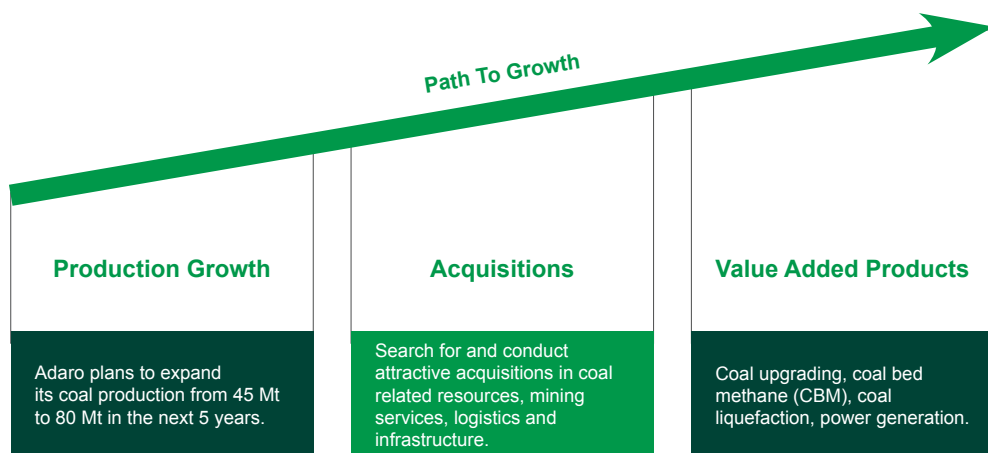 Path To Growth
Production Growth
Adaro plans to expand
its coal production from 45 Mt
to 80 Mt in the next 5 years.
Acquisitions
Search for and conduct
attractive acquisitions in coal
related resources, mining
services, logistics and
infrastructure.
Value Added Products
Coal upgrading, coal bed
methane (CBM), coal
liquefaction, power generation.